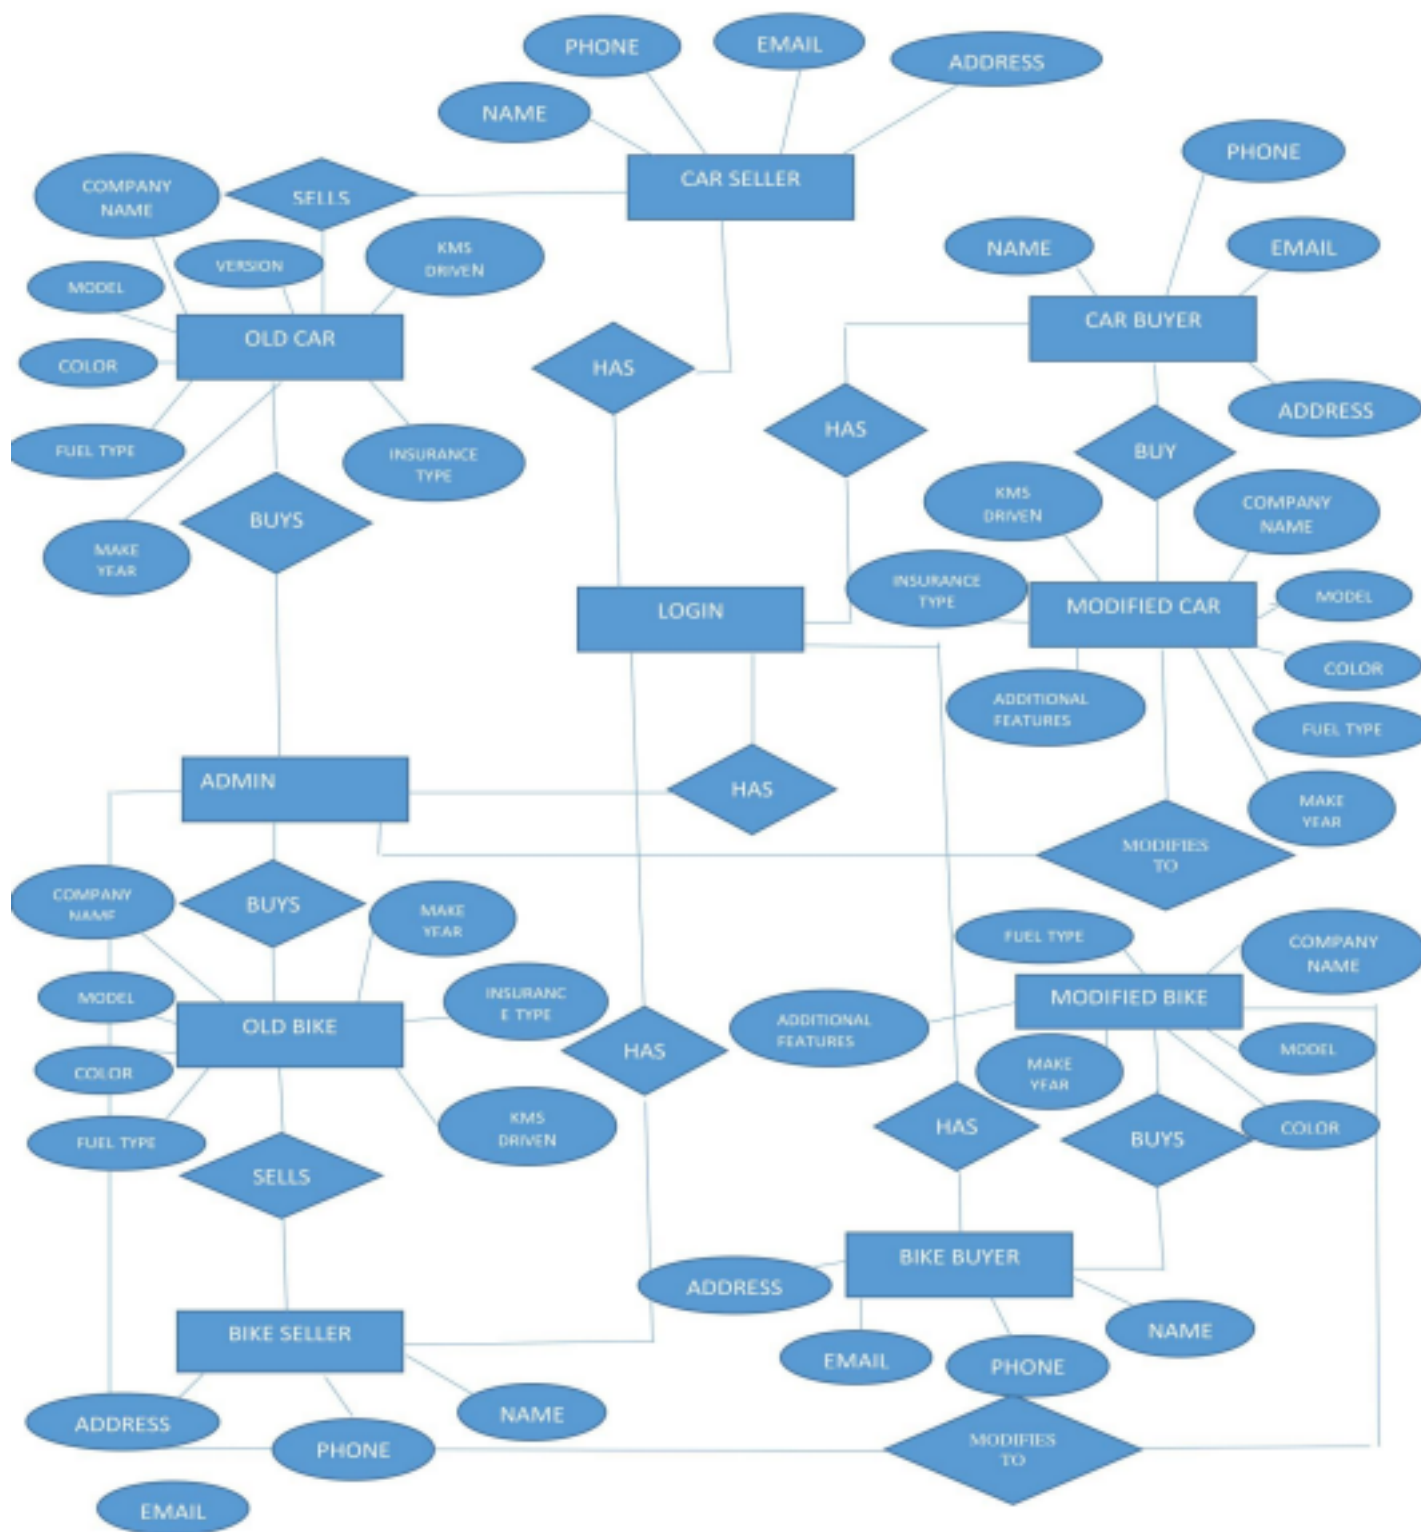 PHONE
EMAIL
ADDRESS
NAME
CAR SELLER
PHONE
COMPANY
NAME
SELLS
NAME
EMAIL
VERSION
KMS
DRIVEN
MODEL
OLD CAR
CAR BUYER
COLOR
HAS
ADDRESS
FUEL TYPE
INSURANCE
TYPE
HAS
BUY
BUYS
KMS
DRIVEN
COMPANY
NAME
MAKE
YEAR
INSURANCE
TYPE
LOGIN
MODIFIED CAR
MODEL
COLOR
ADDITIONAL
FEATURES
FUEL TYPE
ADMIN
HAS
MAKE
YEAR
MODIFIES
TO
COMPANY
NAME
BUYS
MAKE
YEAR
FUEL TYPE
COMPANY
NAME
MODEL
INSURANC
E TYPE
MODIFIED BIKE
OLD BIKE
ADDITIONAL
FEATURES
HAS
MODEL
COLOR
MAKE
YEAR
FUEL TYPE
KMS
DRIVEN
HAS
BUYS
COLOR
SELLS
BIKE BUYER
ADDRESS
BIKE SELLER
NAME
EMAIL
PHONE
ADDRESS
NAME
PHONE
MODIFIES
TO
EMAIL